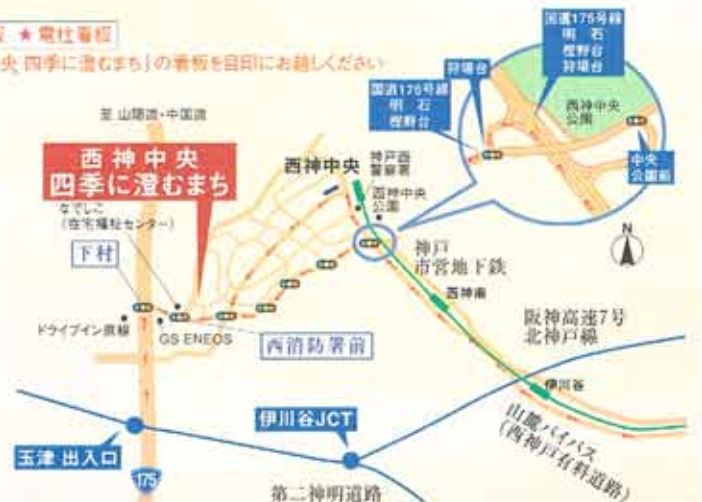 ★電柱看板
央 四季に澄むまち」の看板を目印にお越しください
国道175号線
明石
樫野台
狩場台
狩場台
国道175号線
明石
樫野台
西神中央
公園
中央
公園前
至 山陽道・中国道
西神中央
四季に澄むまち
なでしこ
(在宅福祉センター)
西神中央
神戸西
警察署
西神中央
公園
下村
神戸
市営地下鉄
N
西神南
ドライブイン眞緑
GS ENEOS
西消防署前
阪神高速7号
北神戸線
伊川谷
伊川谷JCT
山麓バイパス
(西神戸有料道路)
玉津 出入口
175
第二神明道路